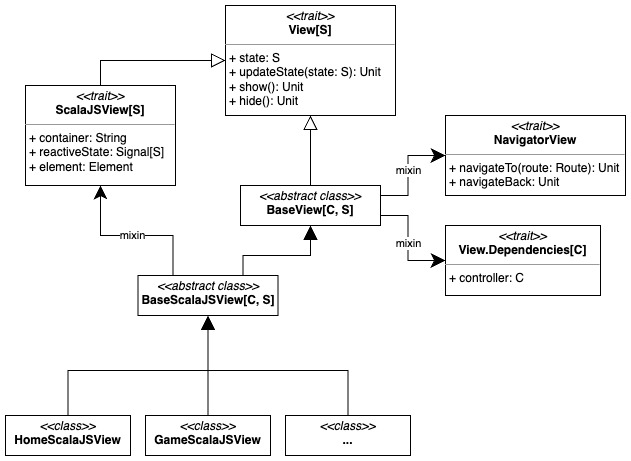 <<trait>>
View[S]
+ state: S
+ updateState(state: S): Unit
+ show(): Unit
+ hide(): Unit
<<trait>>
ScalaJSView[S]
+ container: String
+ reactiveState: Signal[S]
+ element: Element
<<trait>>
NavigatorView
+ navigateTo(route: Route): Unit
+ navigateBack: Unit
mixin
<<abstract class>>
BaseView[C, S]
mixin
<<trait>>
View.Dependencies[C]
+ controller: C
mixin
<<abstract class>>
BaseScalaJSView[C, S]
<<class>>
HomeScalaJSView
<<class>>
GameScalaJSView
<<class>>
...